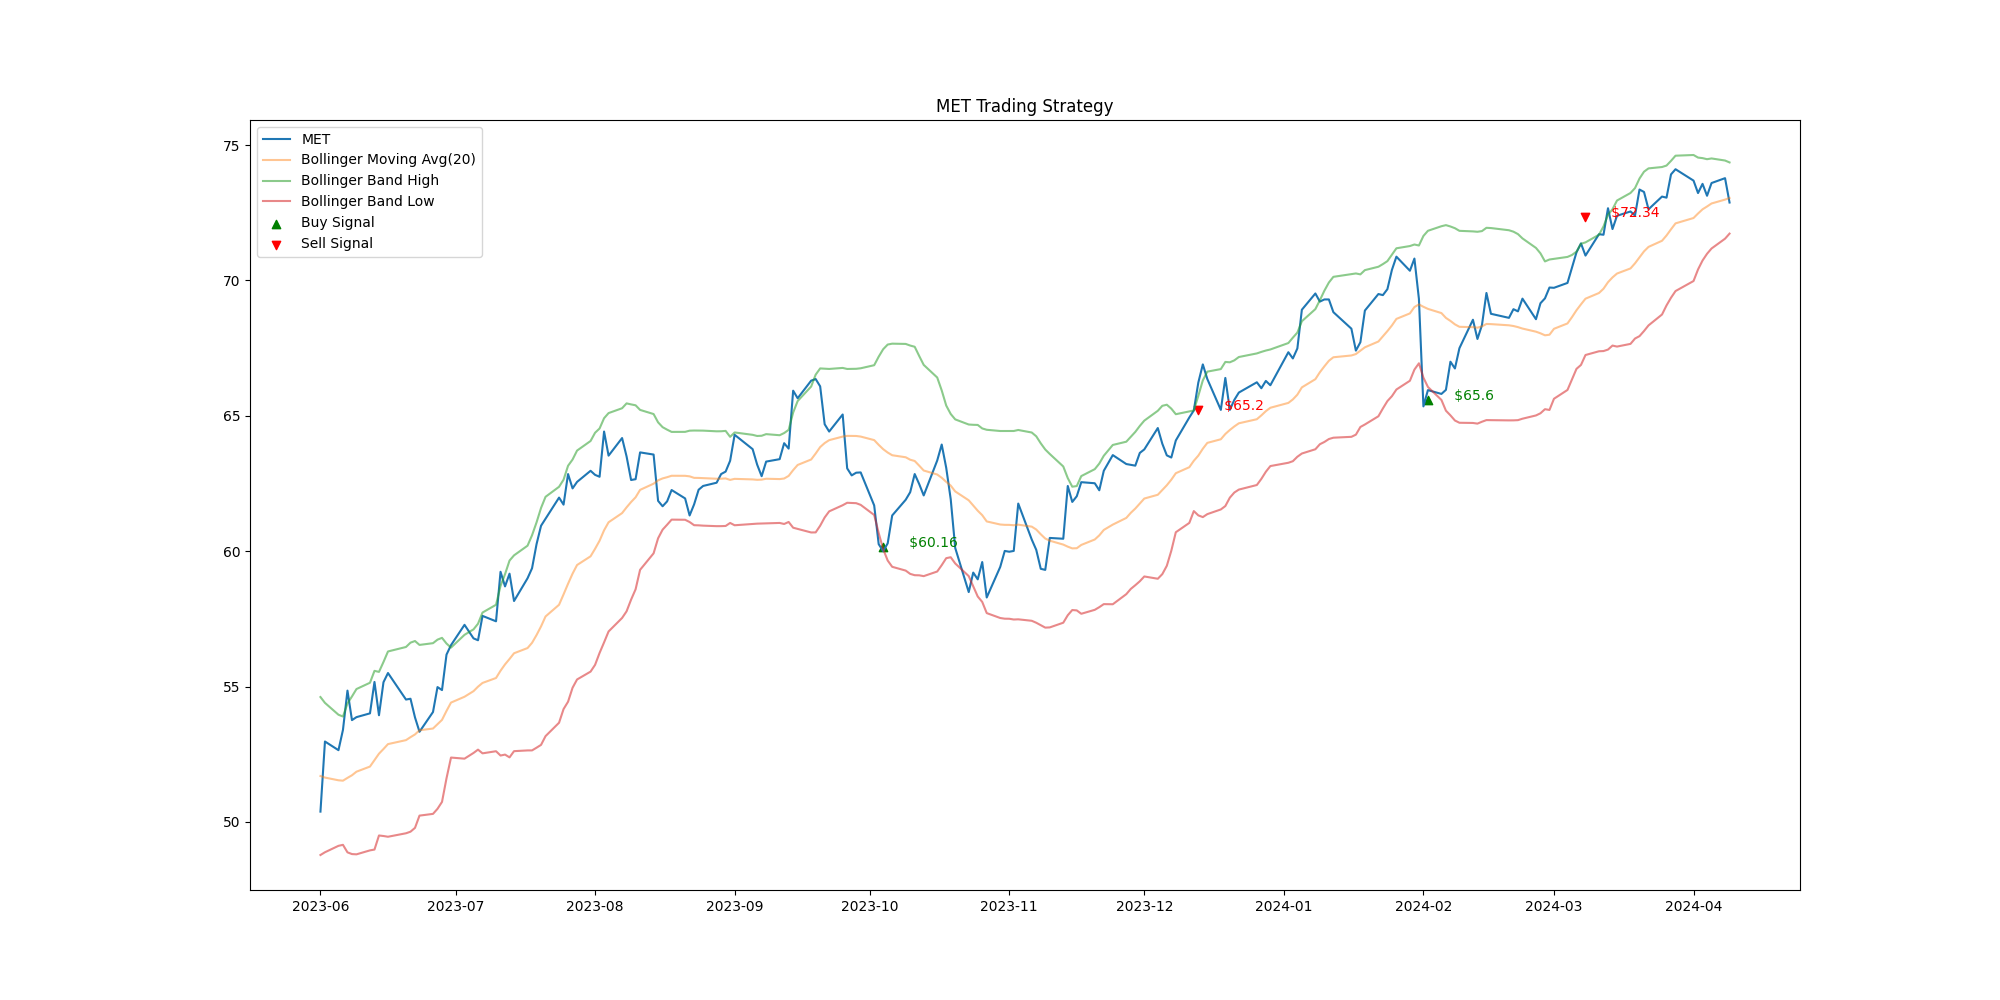 MET Trading Strategy
MET
Bollinger Moving Avg(20)
Bollinger Band High
Bollinger Band Low
Buy Signal
Sell Signal
75
70
65
60
55
50
$72.34
$65.2
$65.6
$60.16
2023-06 2023-07 2023-08 2023-09 2023-10 2023-11 2023-12 2024-01 2024-02 2024-03 2024-04